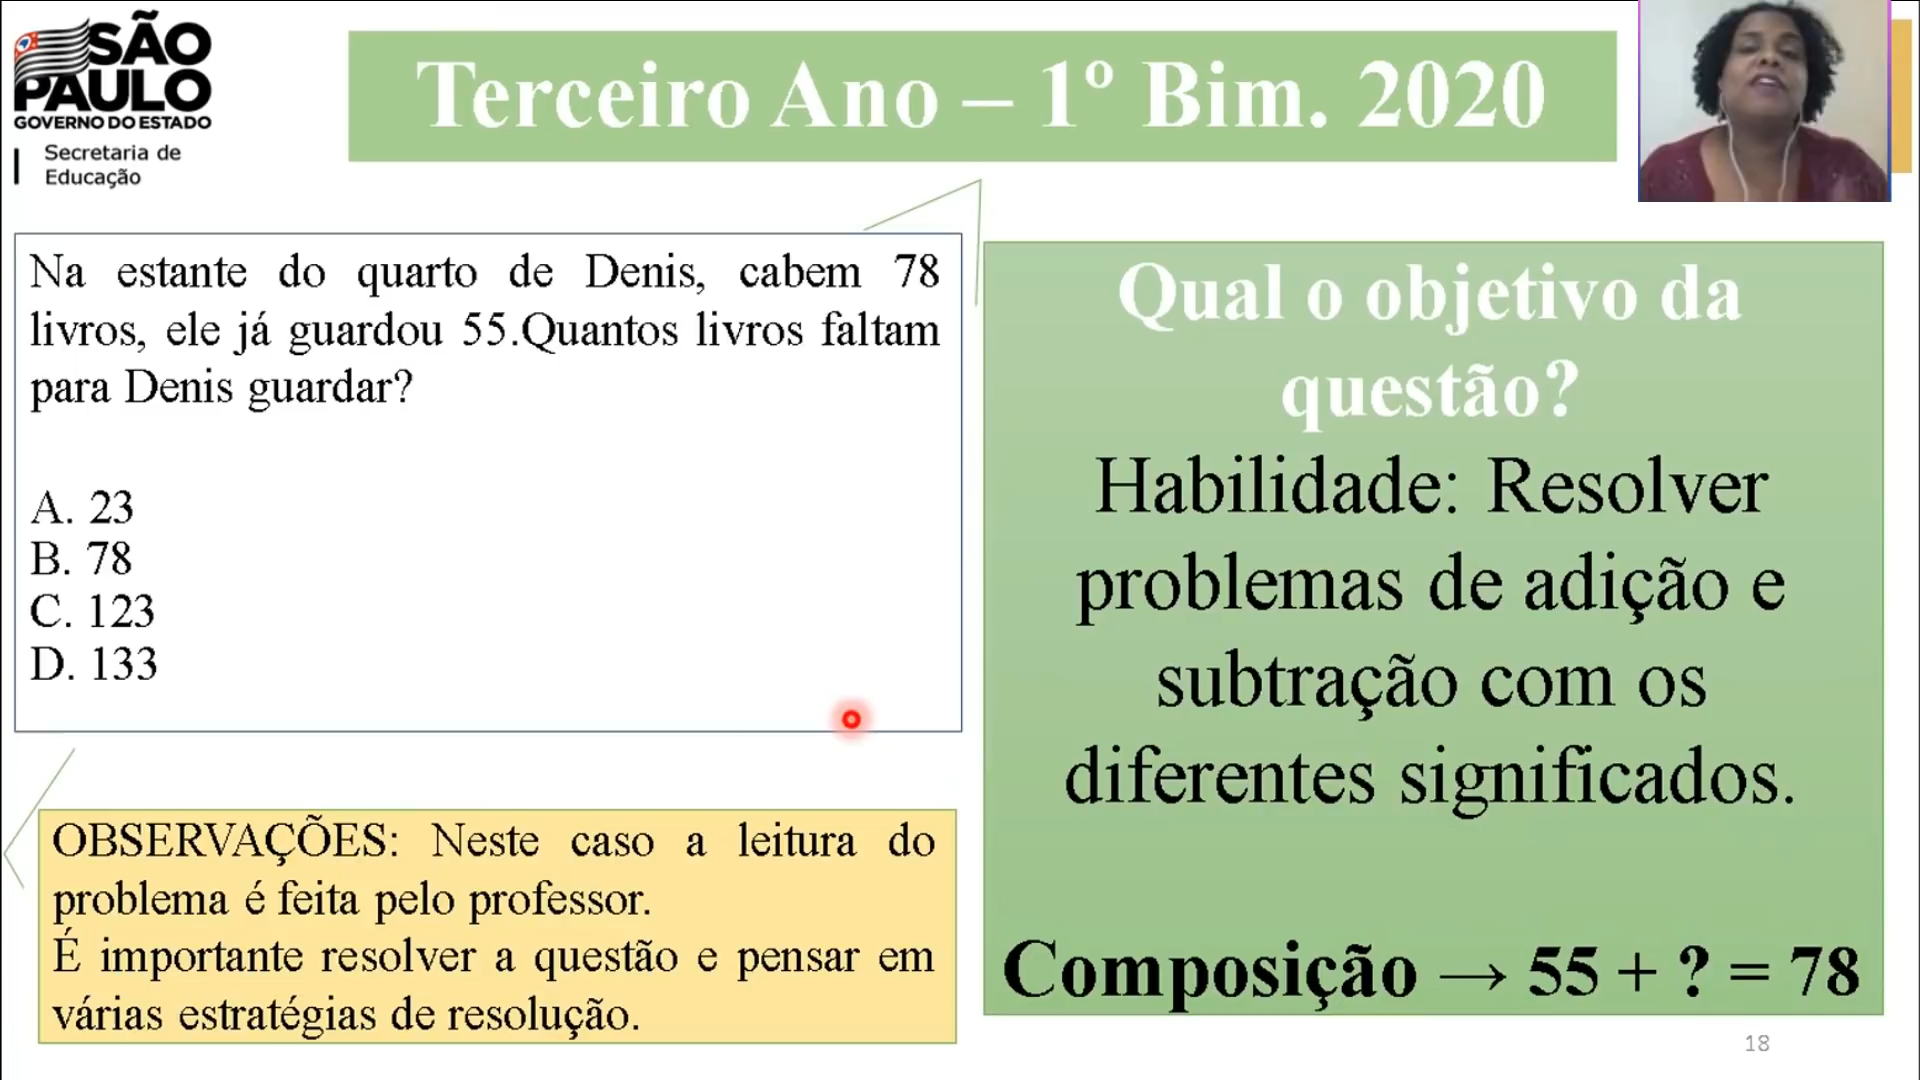 SÃO
PAULO
GOVERNO DO ESTADO
Secretaria de
Educação
Terceiro Ano – 1º Bim. 2020
Na estante do quarto de Denis, cabem 78
livros, ele já guardou 55.Quantos livros faltam
para Denis guardar?
A. 23
B. 78
C. 123
D. 133
OBSERVAÇÕES: Neste caso a leitura do
problema é feita pelo professor.
É importante resolver a questão e pensar em
várias estratégias de resolução.
Qual o objetivo da
questão?
Habilidade: Resolver
problemas de adição e
subtração com os
diferentes significados.
Composição → 55 + ? = 78
18